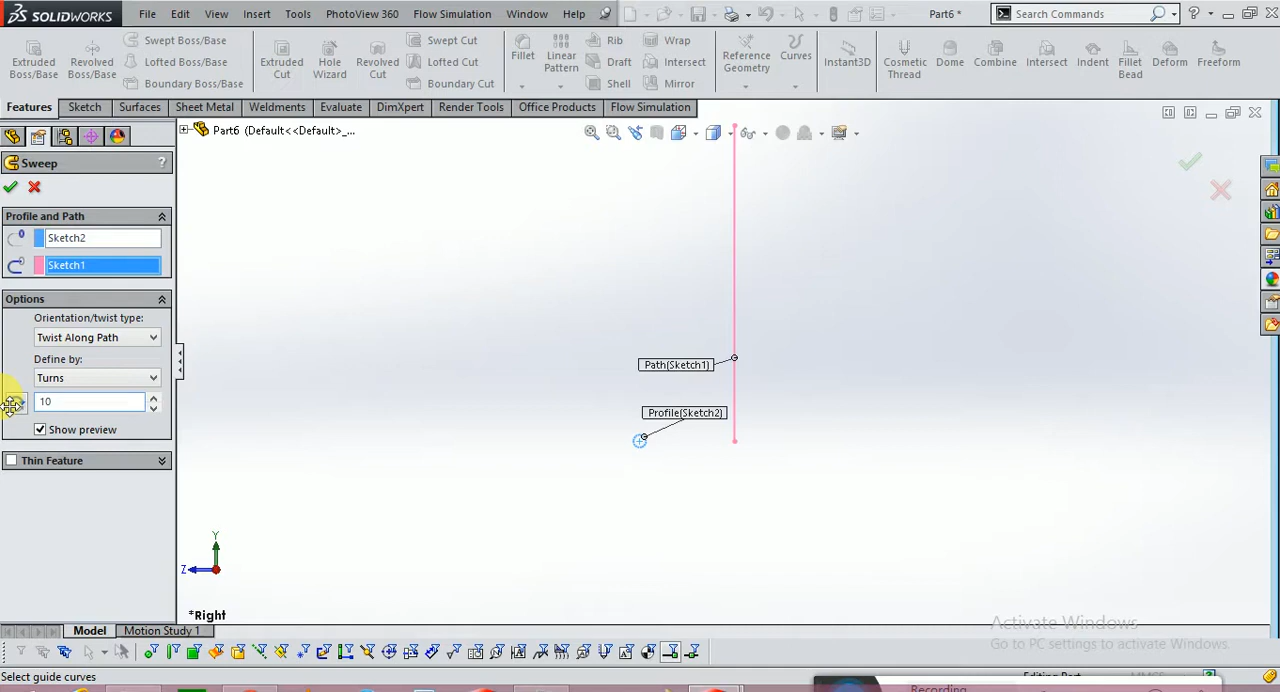 SOLIDWORKS File Edit View Insert Tools PhotoView 360 Flow Simulation Window Help Part6 * Search Commands
Extruded Boss/Base Revolved Boss/Base Swept Boss/Base Lofted Boss/Base Boundary Boss/Base Extruded Cut Hole Wizard Revolved Cut Swept Cut Lofted Cut Boundary Cut Fillet Linear Pattern Rib Draft Shell Wrap Intersect Mirror Reference Geometry Curves Instant3D Cosmetic Thread Dome Combine Intersect Indent Fillet Bead Deform Freeform
Features Sketch Surfaces Sheet Metal Weldments Evaluate DimXpert Render Tools Office Products Flow Simulation
Part6 (Default<<Default>_...
Sweep ?
Profile and Path
Sketch2
Sketch1
Options
Orientation/twist type:
Twist Along Path
Define by:
Turns
10
Show preview
Thin Feature
Path(Sketch1)
Profile(Sketch2)
Y
Z
*Right
Activate Windows
Go to PC settings to activate Windows.
Model Motion Study 1
Select guide curves
Recording